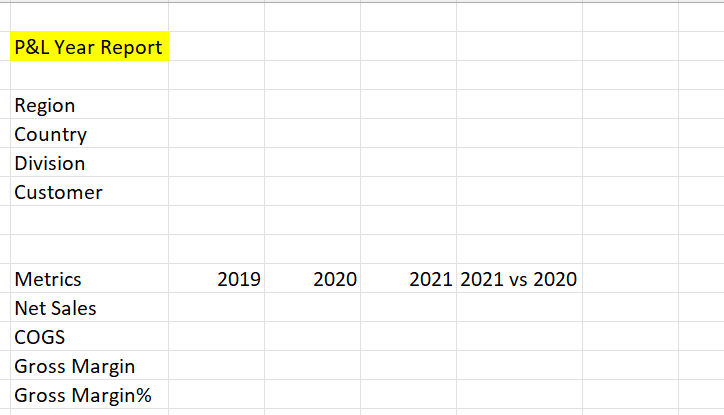 P&L Year Report
Region
Country
Division
Customer
Metrics 2019 2020 2021 2021 vs 2020
Net Sales
COGS
Gross Margin
Gross Margin%